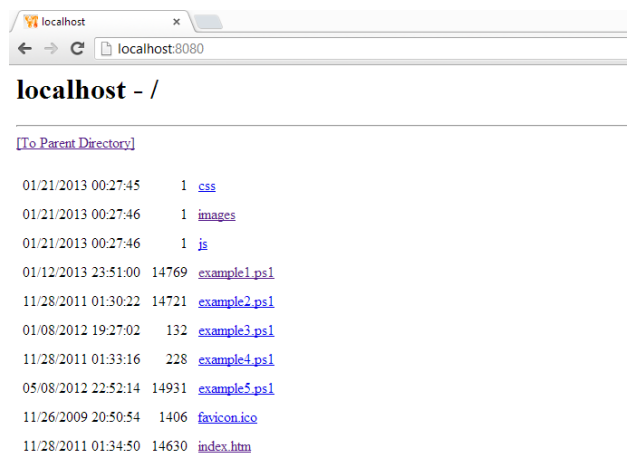 localhost
localhost:8080
localhost - /
[To Parent Directory]
01/21/2013 00:27:45 1 css
01/21/2013 00:27:46 1 images
01/21/2013 00:27:46 1 js
01/12/2013 23:51:00 14769 example1.ps1
11/28/2011 01:30:22 14721 example2.ps1
01/08/2012 19:27:02 132 example3.ps1
11/28/2011 01:33:16 228 example4.ps1
05/08/2012 22:52:14 14931 example5.ps1
11/26/2009 20:50:54 1406 favicon.ico
11/28/2011 01:34:50 14630 index.htm